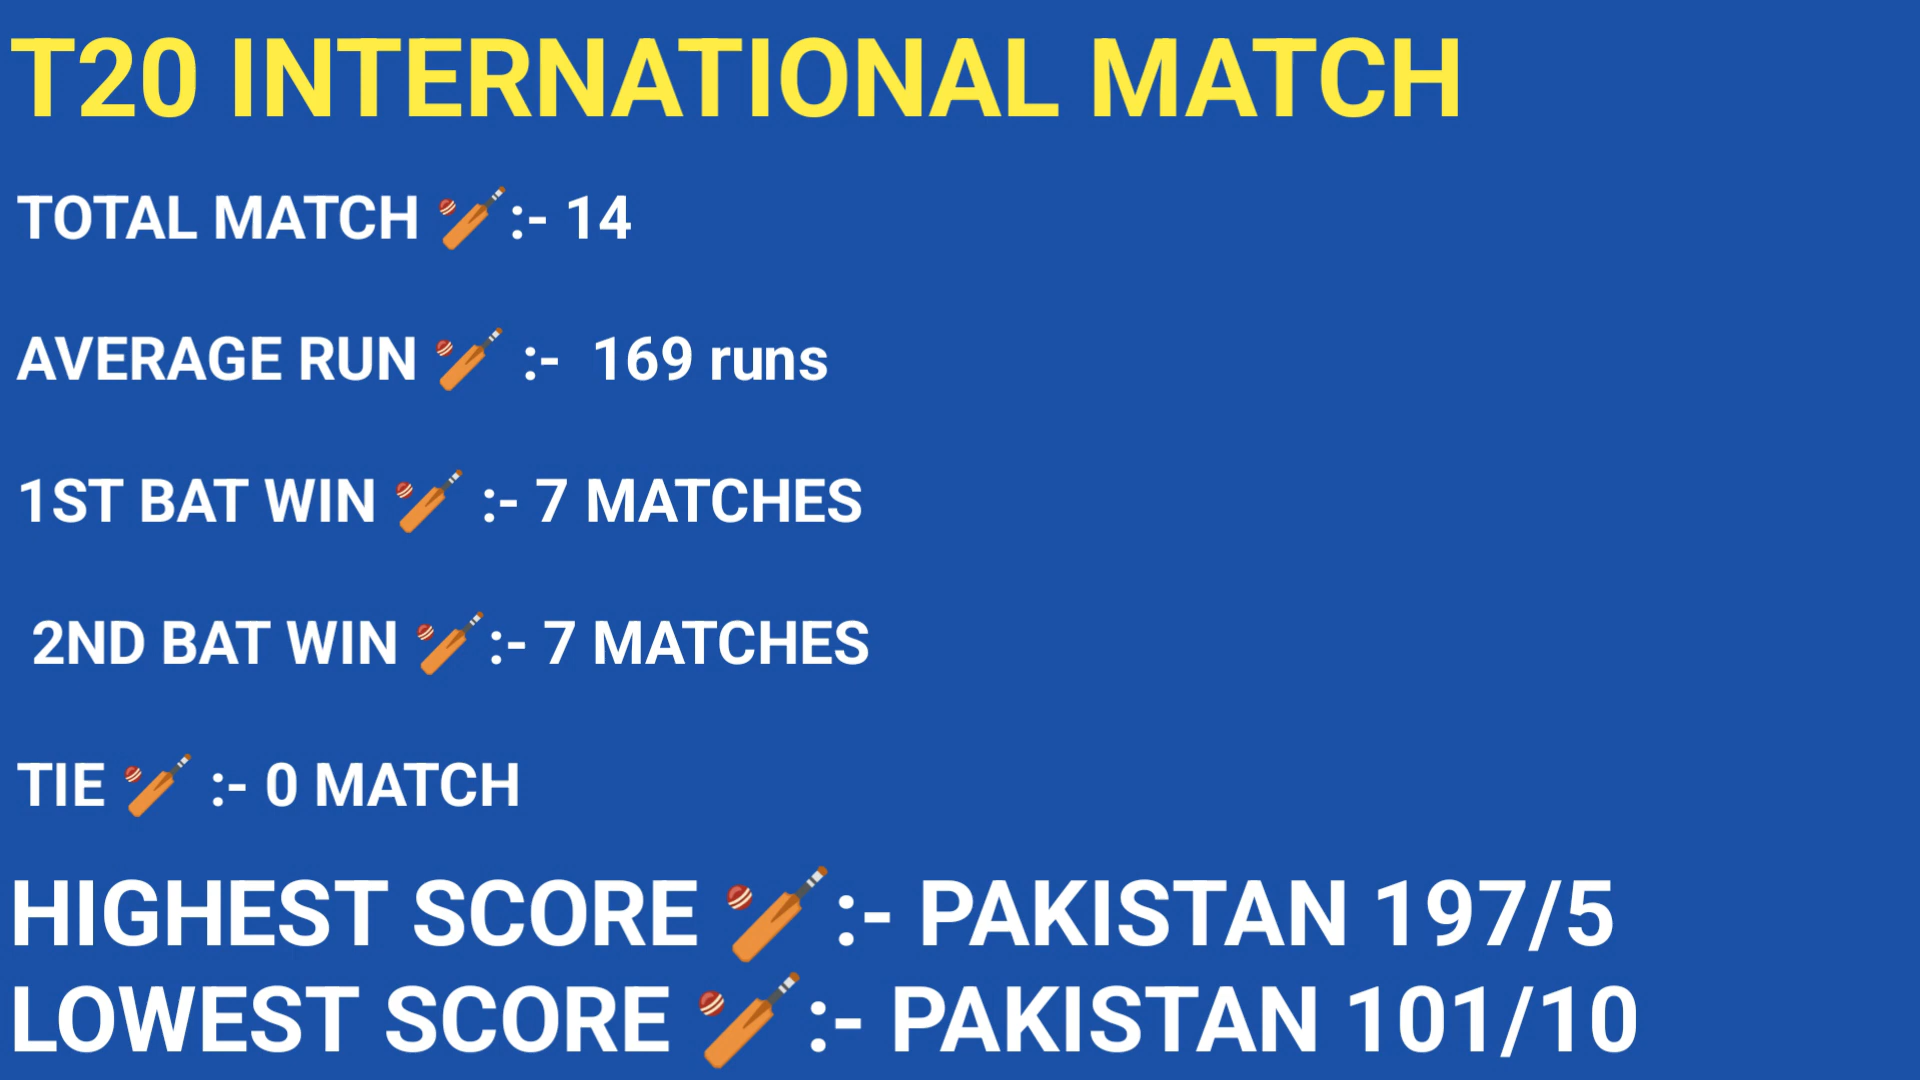 T20 INTERNATIONAL MATCH
TOTAL MATCH 🏏:- 14
AVERAGE RUN 🏏 :-  169 runs
1ST BAT WIN 🏏 :- 7 MATCHES
2ND BAT WIN 🏏:- 7 MATCHES
TIE 🏏 :- 0 MATCH
HIGHEST SCORE 🏏:- PAKISTAN 197/5
LOWEST SCORE 🏏:- PAKISTAN 101/10